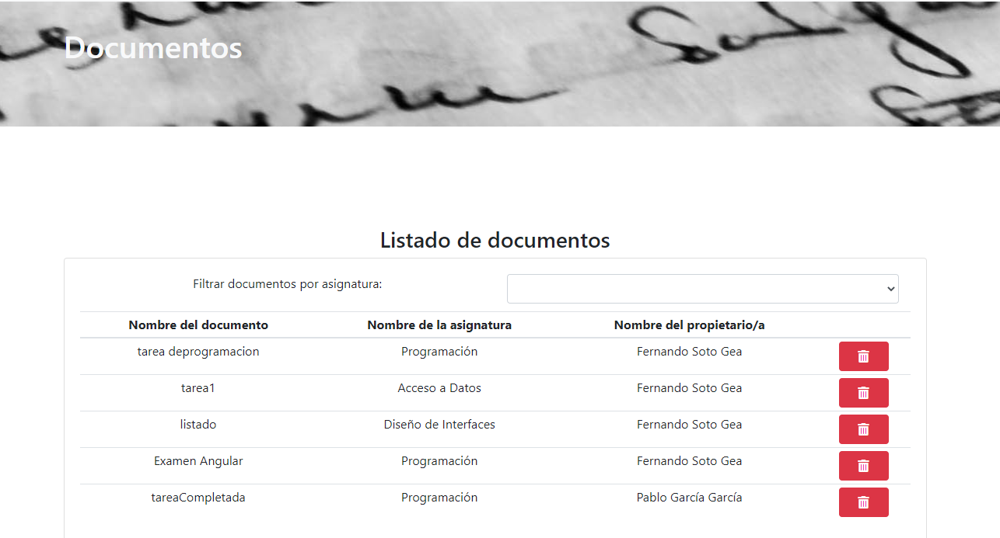 Documentos
Listado de documentos
Filtrar documentos por asignatura:
Nombre del documento Nombre de la asignatura Nombre del propietario/a
tarea deprogramacion Programación Fernando Soto Gea
tarea1 Acceso a Datos Fernando Soto Gea
listado Diseño de Interfaces Fernando Soto Gea
Examen Angular Programación Fernando Soto Gea
tareaCompletada Programación Pablo García García